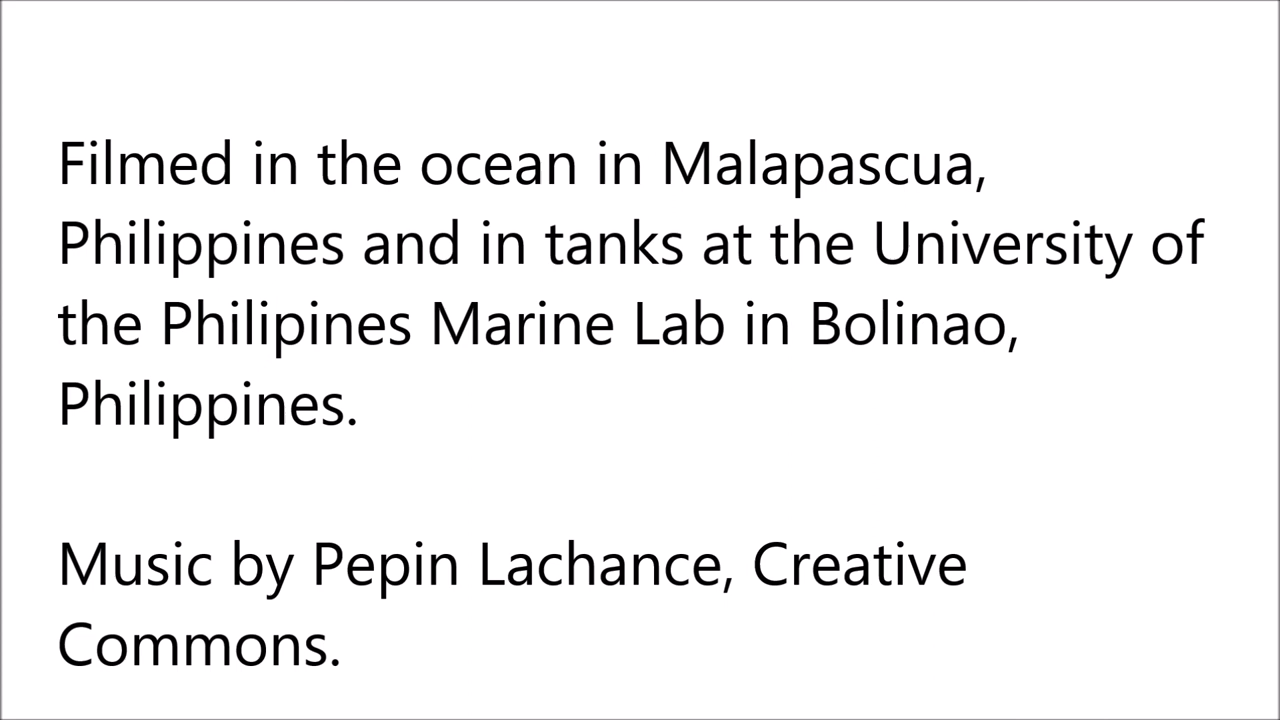 Filmed in the ocean in Malapascua,
Philippines and in tanks at the University of
the Philipines Marine Lab in Bolinao,
Philippines.
Music by Pepin Lachance, Creative
Commons.